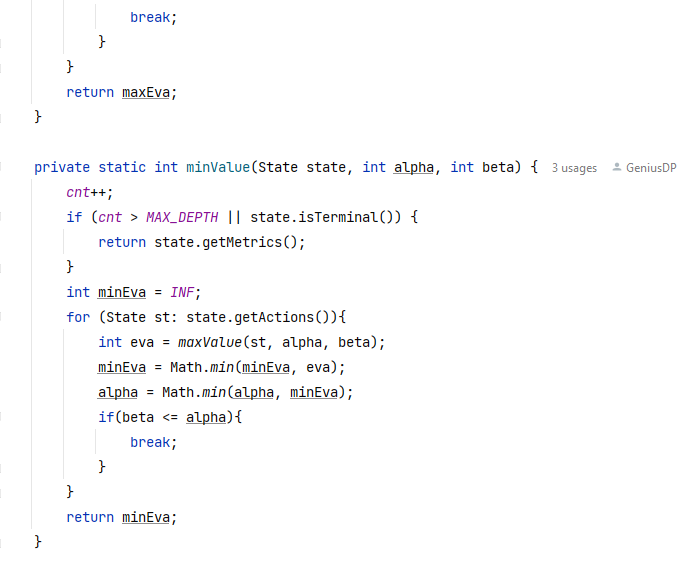 break;
}
}
return maxEva;
}
private static int minValue(State state, int alpha, int beta) { 3 usages GeniusDP
cnt++;
if (cnt > MAX_DEPTH || state.isTerminal()) {
return state.getMetrics();
}
int minEva = INF;
for (State st: state.getActions()){
int eva = maxValue(st, alpha, beta);
minEva = Math.min(minEva, eva);
alpha = Math.min(alpha, minEva);
if(beta <= alpha){
break;
}
}
return minEva;
}